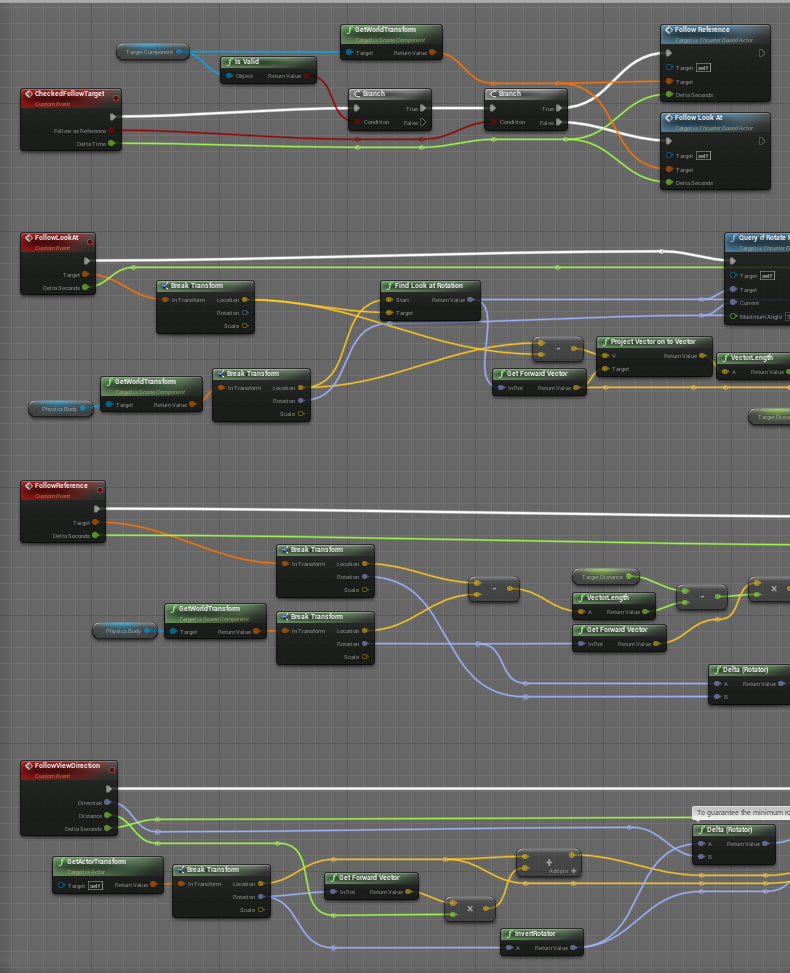 GetWorldTransform
Target is Scene Component
Target
Return Value
Target Component
Is Valid
Object
Return Value
CheckedFollowTarget
Custom Event
Follow as Reference
Delta Time
Branch
True
Condition
False
Branch
True
Condition
False
Follow Reference
Target is Thruster Based Actor
Target
self
Target
Delta Seconds
Follow Look At
Target is Thruster Based Actor
Target
self
Target
Delta Seconds
FollowLookAt
Custom Event
Target
Delta Seconds
Break Transform
In Transform
Location
Rotation
Scale
Find Look at Rotation
Start
Return Value
Target
Query if Rotate
Target
self
Target
Current
Maximum Angle
Physics Body
GetWorldTransform
Target is Scene Component
Target
Return Value
Break Transform
In Transform
Location
Rotation
Scale
-
Get Forward Vector
In Rot
Return Value
Project Vector on to Vector
V
Return Value
Target
VectorLength
A
Return Value
Target Dista
FollowReference
Custom Event
Target
Delta Seconds
Break Transform
In Transform
Location
Rotation
Scale
Physics Body
GetWorldTransform
Target is Scene Component
Target
Return Value
Break Transform
In Transform
Location
Rotation
Scale
-
Target Distance
VectorLength
A
Return Value
Get Forward Vector
In Rot
Return Value
-
×
Delta (Rotator)
A
Return Value
B
FollowViewDirection
Custom Event
Direction
Distance
Delta Seconds
GetActorTransform
Target is Actor
Target
self
Return Value
Break Transform
In Transform
Location
Rotation
Scale
Get Forward Vector
In Rot
Return Value
×
+
Add pin +
InvertRotator
A
Return Value
To guarantee the minimum ro
Delta (Rotator)
A
Return Value
B